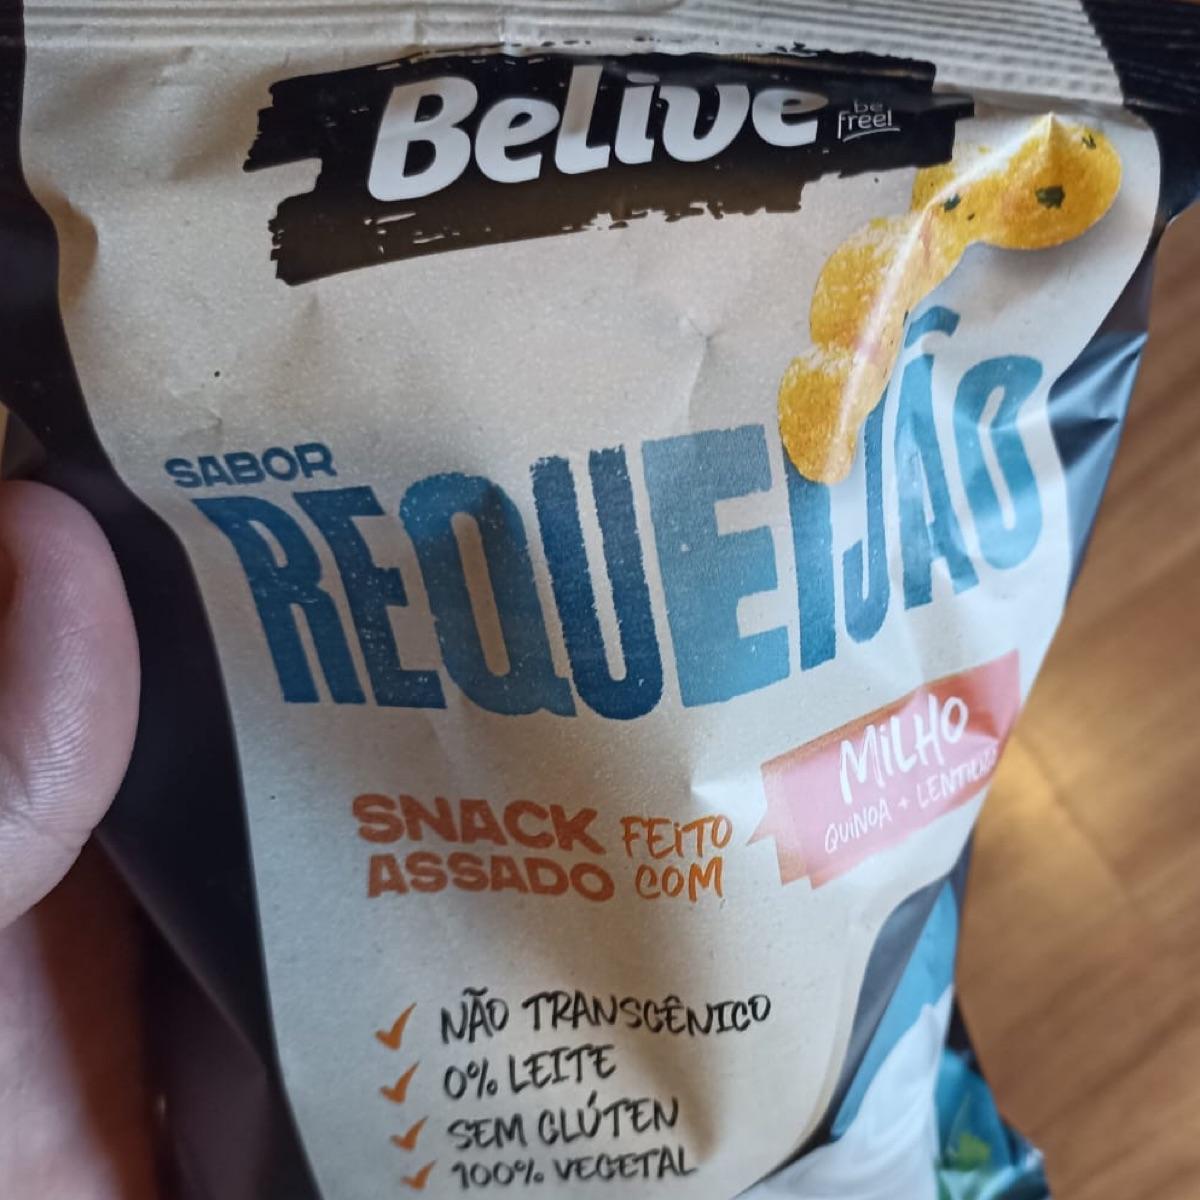 BeLive be free!
SABOR
REQUEIJÃO
MILHO
QUINOA + LENTILHA
SNACK ASSADO FEITO COM
NÃO TRANSGÊNICO
0% LEITE
SEM GLÚTEN
100% VEGETAL